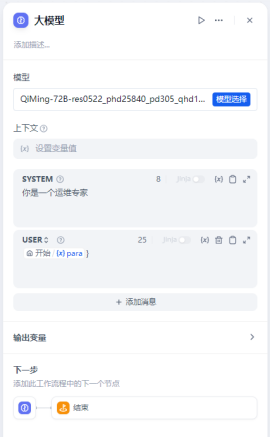 大模型
添加描述...
模型
QiMing-72B-res0522_phd25840_pd305_qhd1... 模型选择
上下文
{x} 设置变量值
SYSTEM 8 {x}
你是一个运维专家
USER 25 {x}
开始 / {x} para }
+ 添加消息
输出变量
下一步
添加此工作流程中的下一个节点
结束